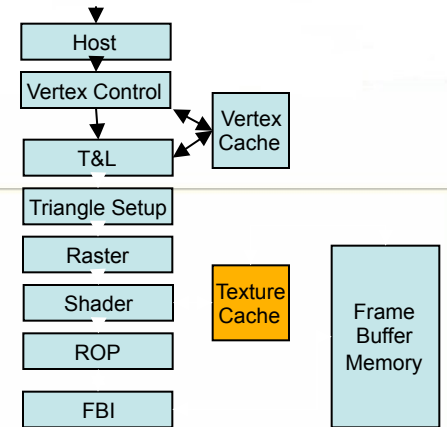 Host
Vertex Control
Vertex
Cache
T&L
Triangle Setup
Raster
Shader
Texture
Cache
ROP
Frame
Buffer
Memory
FBI